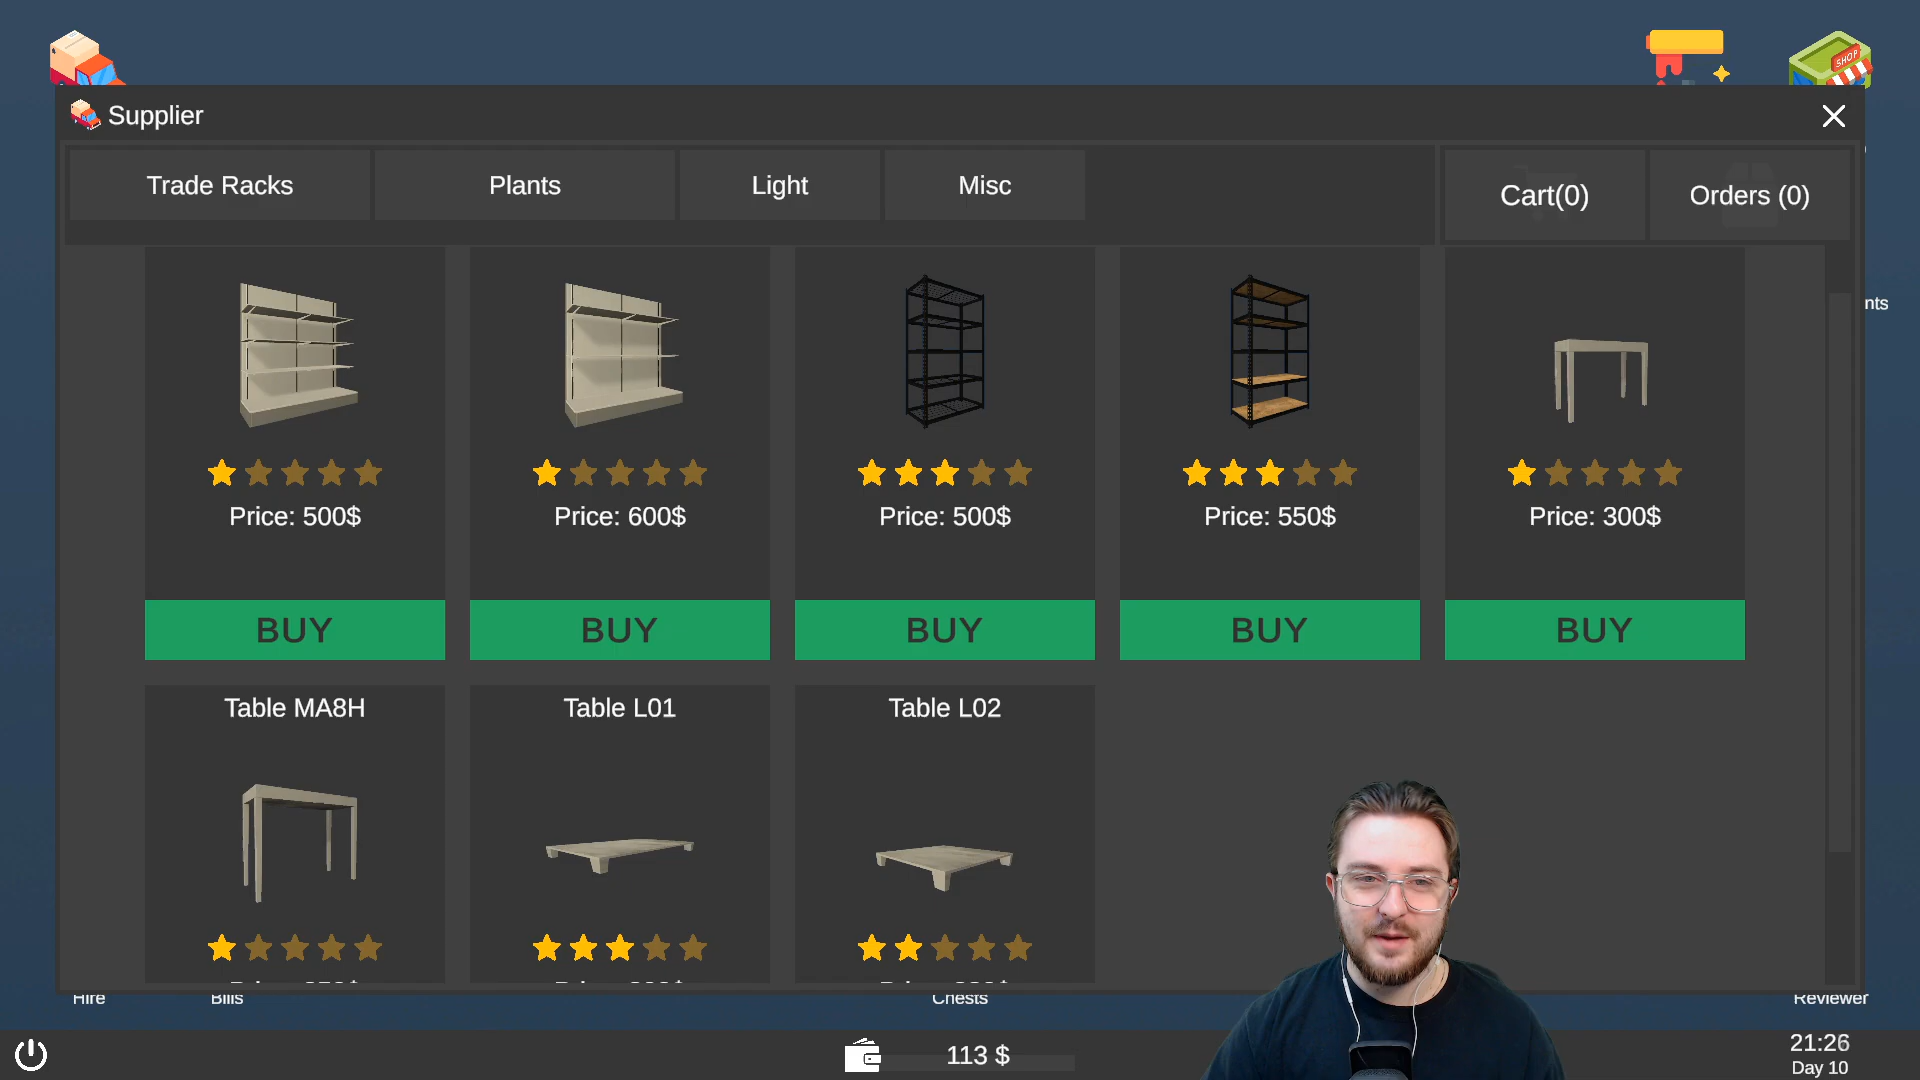 SHOP
Supplier
Trade Racks
Plants
Light
Misc
Cart(0)
Orders (0)
nts
Price: 500$
Price: 600$
Price: 500$
Price: 550$
Price: 300$
BUY
BUY
BUY
BUY
BUY
Table MA8H
Table L01
Table L02
Hire
Bills
Chests
Reviewer
113 $
21:26
Day 10